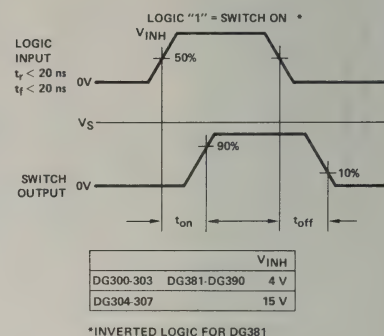 LOGIC "1" = SWITCH ON *
VINH
LOGIC
INPUT
tr < 20 ns
tf < 20 ns
0V
50%
VS
90%
SWITCH
OUTPUT
0V
10%
ton
toff
VINH
DG300-303 DG381-DG390 4 V
DG304-307 15 V
*INVERTED LOGIC FOR DG381